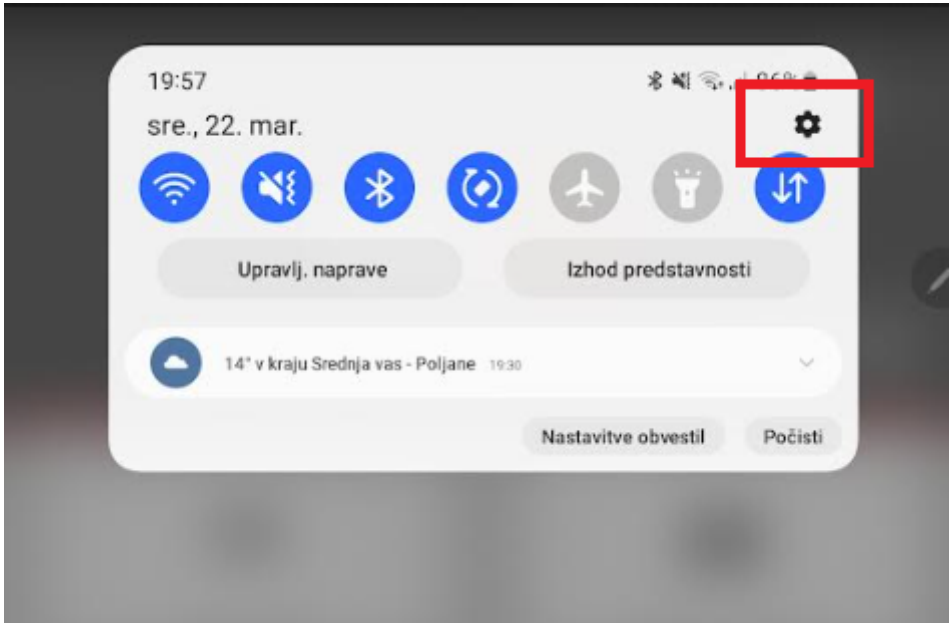 19:57
sre., 22. mar.
Upravlj. naprave
Izhod predstavnosti
14° v kraju Srednja vas - Poljane 19:30
Nastavitve obvestil
Počisti